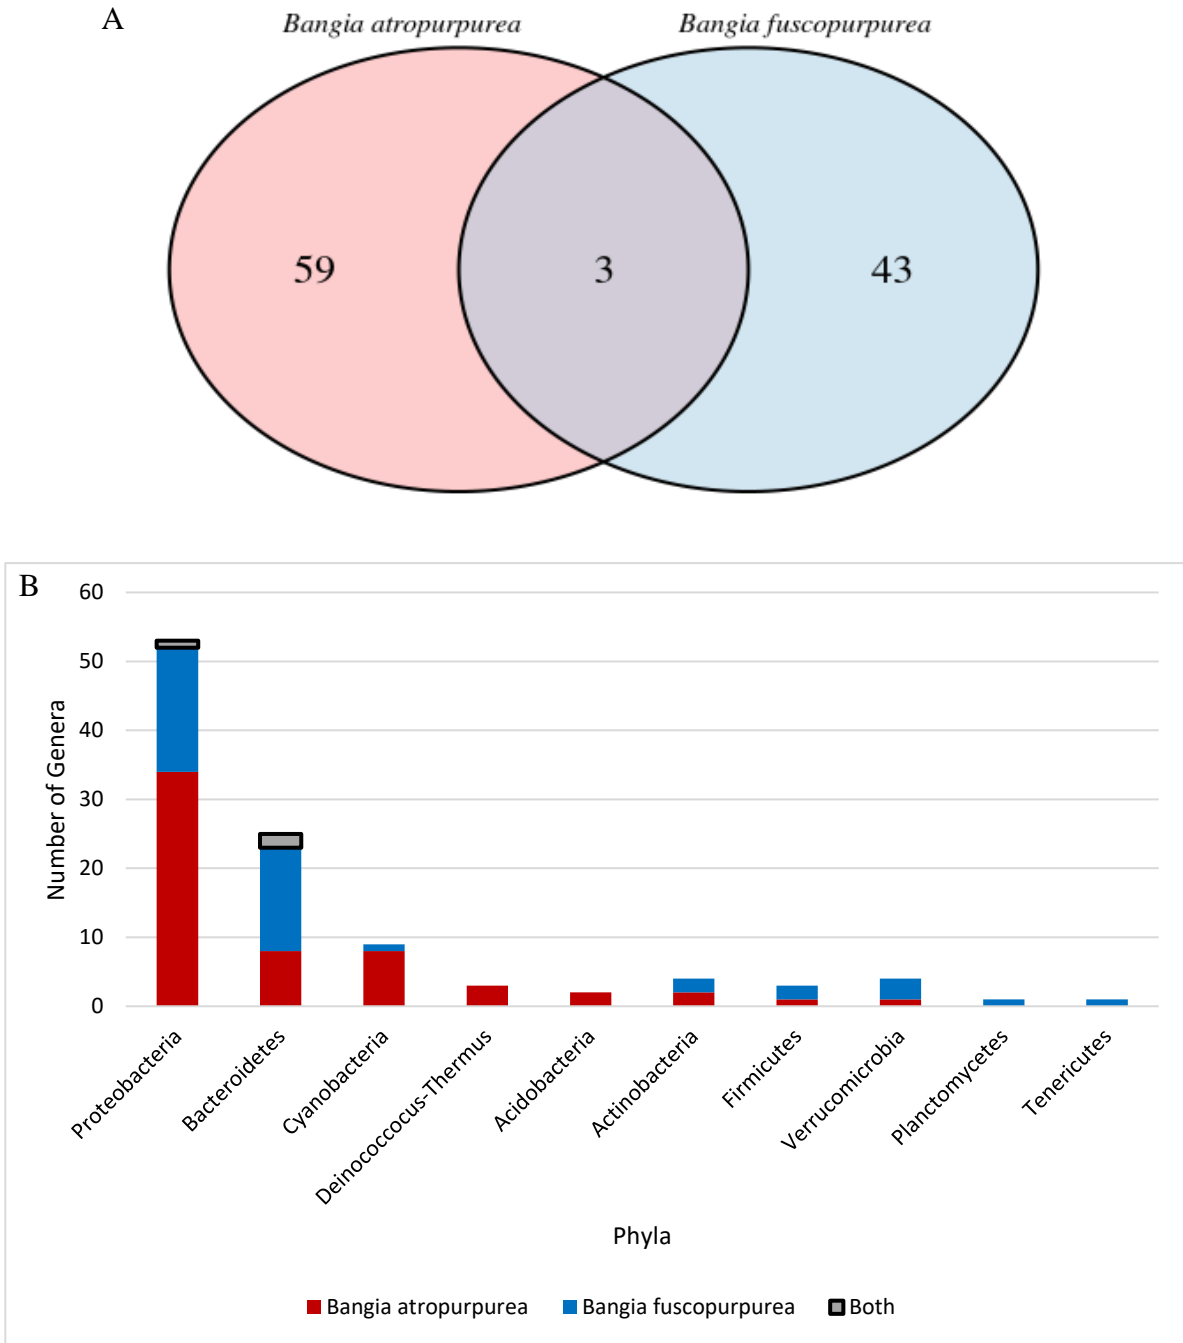 A
Bangia atropurpurea Bangia fuscopurpurea
59 3 43
B
60
50
40
30
20
10
0
Number of Genera
Proteobacteria
Bacteroidetes
Cyanobacteria
Deinococcocus-Thermus
Acidobacteria
Actinobacteria
Firmicutes
Verrucomicrobia
Planctomycetes
Tenericutes
Phyla
Bangia atropurpurea Bangia fuscopurpurea Both